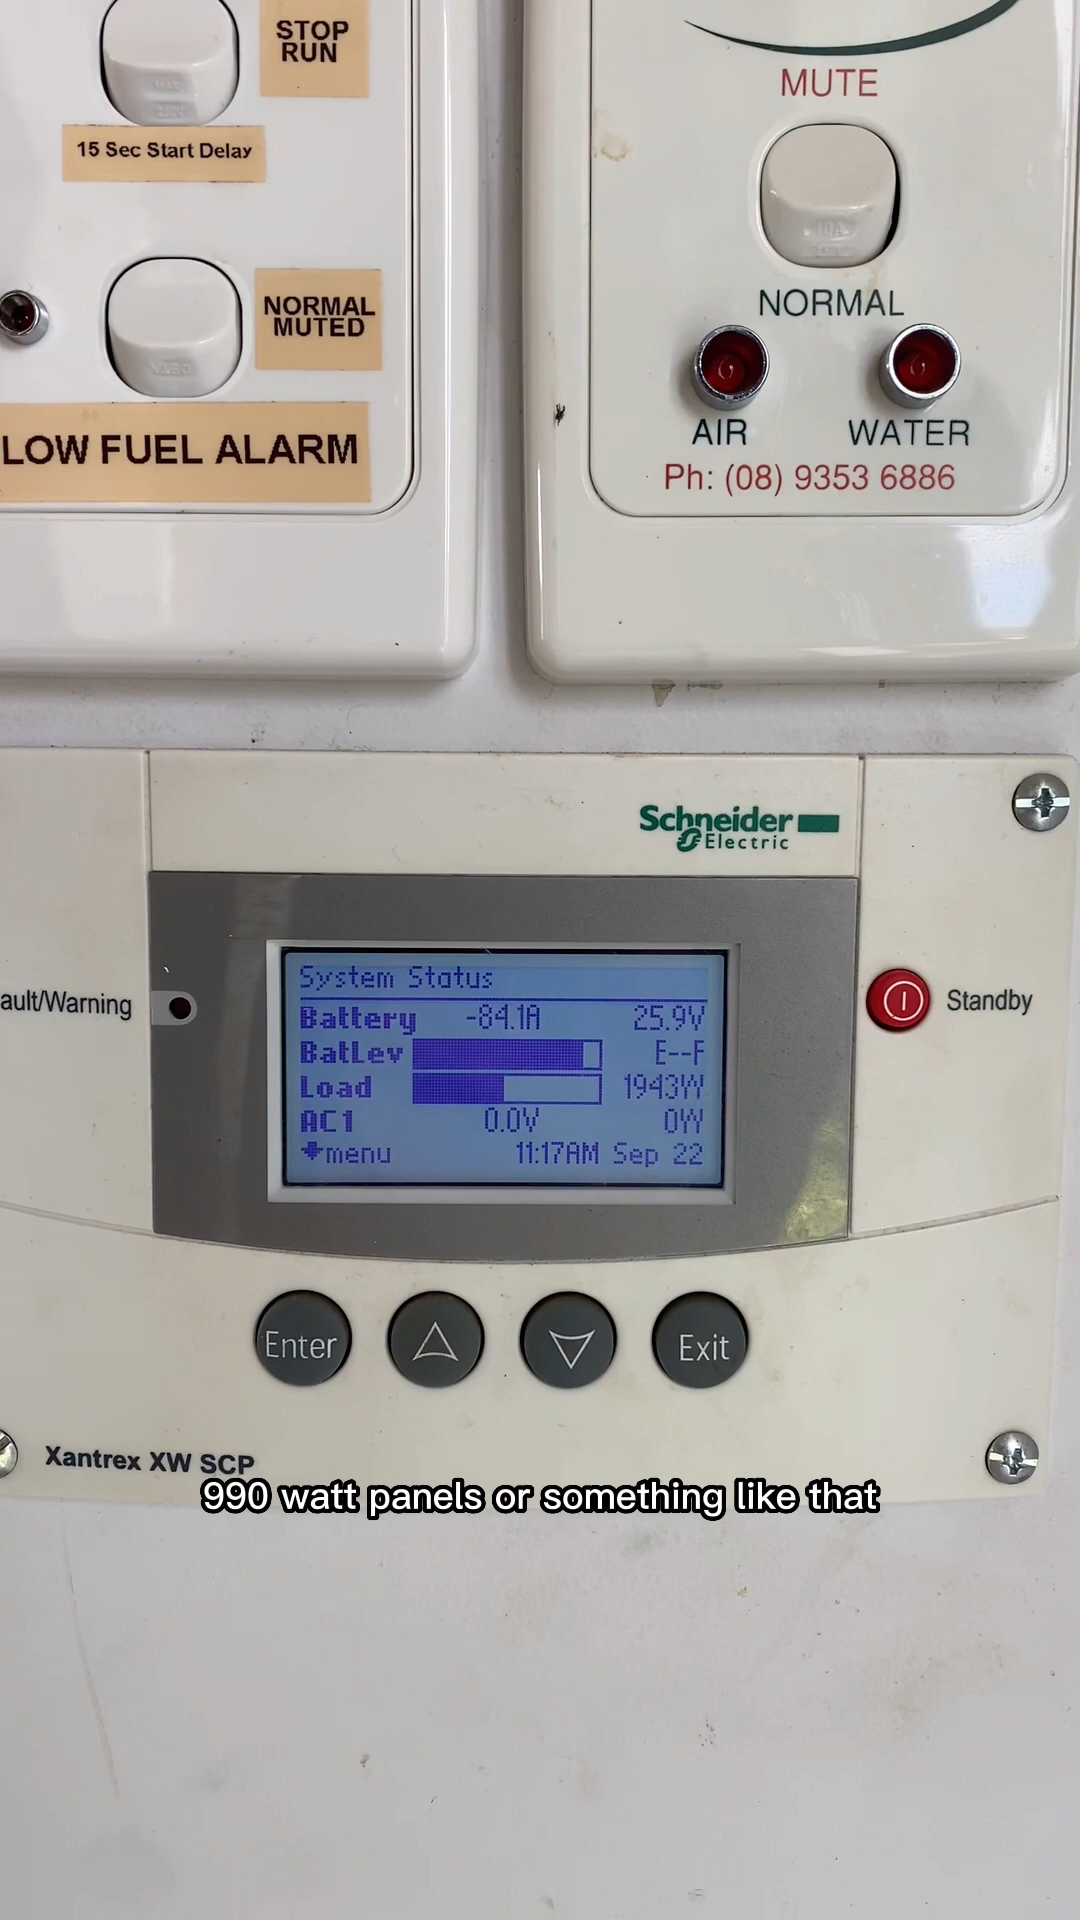 STOP
RUN
15 Sec Start Delay
NORMAL
MUTED
LOW FUEL ALARM
MUTE
10A
NORMAL
AIR
WATER
Ph: (08) 9353 6886
Schneider
Electric
ault/Warning
System Status
Battery -84.1A 25.9V
BatLev E--F
Load 1943W
AC1 0.0V 0W
menu 11:17AM Sep 22
Standby
Enter
Exit
Xantrex XW SCP
990 watt panels or something like that